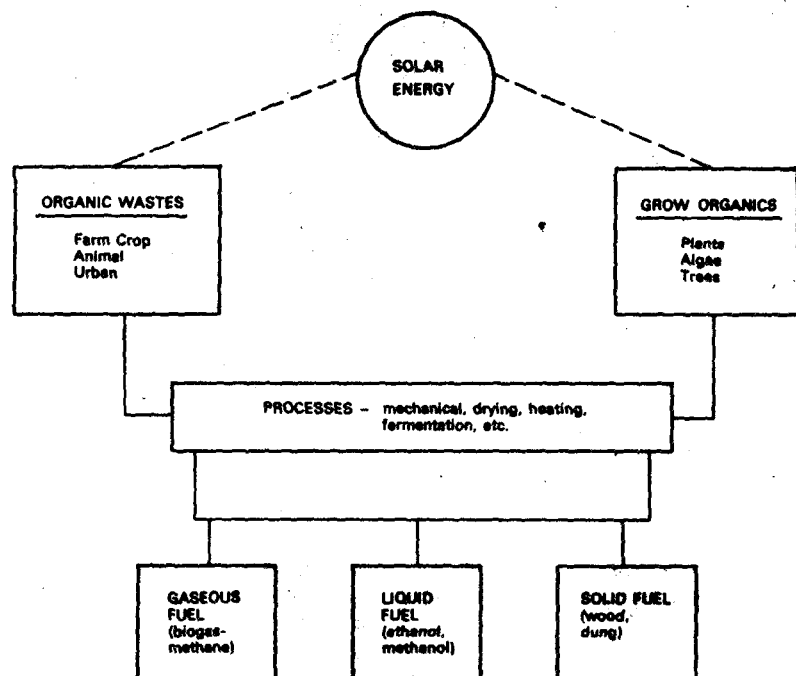 SOLAR
ENERGY
ORGANIC WASTES
Farm Crop
Animal
Urban
GROW ORGANICS
Plants
Algae
Trees
PROCESSES – mechanical, drying, heating,
fermentation, etc.
GASEOUS
FUEL
(biogas-
methane)
LIQUID
FUEL
(ethanol,
methanol)
SOLID FUEL
(wood,
dung)